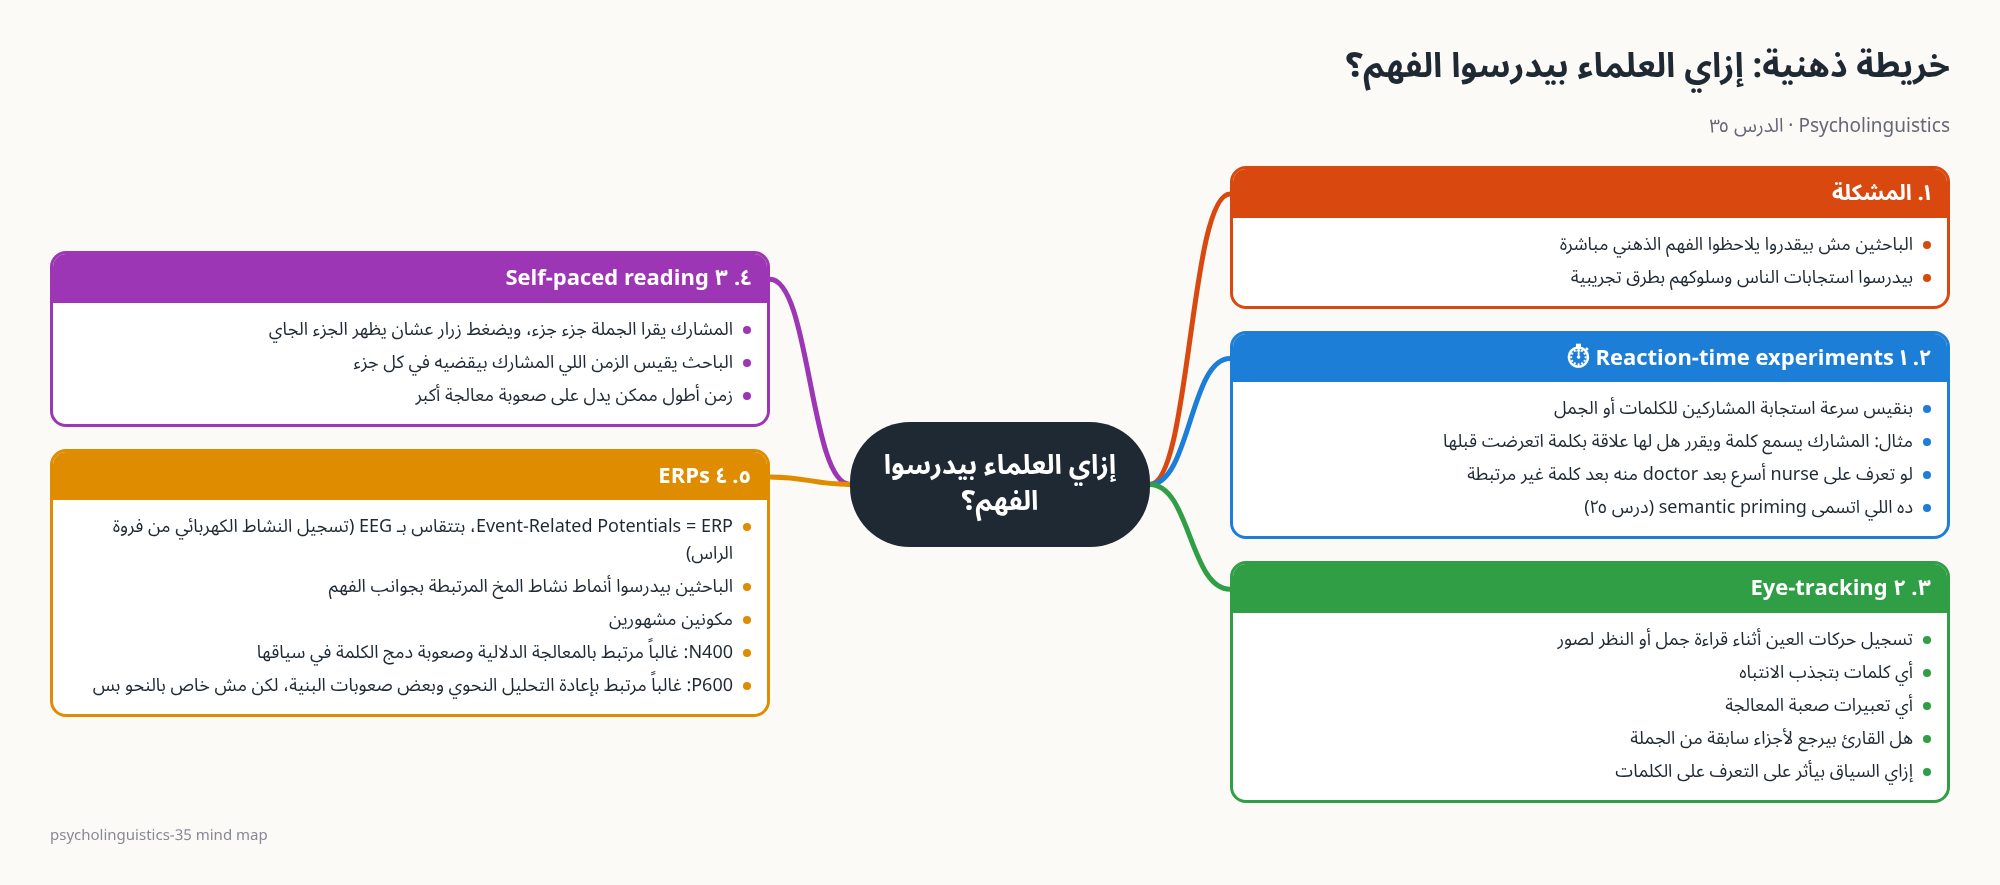 خريطة ذهنية: إزاي العلماء بيدرسوا الفهم؟
Psycholinguistics · الدرس ٣٥
١. المشكلة
الباحثين مش بيقدروا يلاحظوا الفهم الذهني مباشرة
بيدرسوا استجابات الناس وسلوكهم بطرق تجريبية
٢. ١ Reaction-time experiments ⏱
بنقيس سرعة استجابة المشاركين للكلمات أو الجمل
مثال: المشارك يسمع كلمة ويقرر هل لها علاقة بكلمة اتعرضت قبلها
لو تعرف على nurse أسرع بعد doctor منه بعد كلمة غير مرتبطة
ده اللي اتسمى semantic priming (درس ٢٥)
٣. ٢ Eye-tracking
تسجيل حركات العين أثناء قراءة جمل أو النظر لصور
أي كلمات بتجذب الانتباه
أي تعبيرات صعبة المعالجة
هل القارئ بيرجع لأجزاء سابقة من الجملة
إزاي السياق بيأثر على التعرف على الكلمات
إزاي العلماء بيدرسوا
الفهم؟
٤. ٣ Self-paced reading
المشارك يقرا الجملة جزء جزء، ويضغط زرار عشان يظهر الجزء الجاي
الباحث يقيس الزمن اللي المشارك بيقضيه في كل جزء
زمن أطول ممكن يدل على صعوبة معالجة أكبر
٥. ٤ ERPs
Event-Related Potentials = ERP، بتتقاس بـ EEG (تسجيل النشاط الكهربائي من فروة
الراس)
الباحثين بيدرسوا أنماط نشاط المخ المرتبطة بجوانب الفهم
مكونين مشهورين
N400: غالباً مرتبط بالمعالجة الدلالية وصعوبة دمج الكلمة في سياقها
P600: غالباً مرتبط بإعادة التحليل النحوي وبعض صعوبات البنية، لكن مش خاص بالنحو بس
psycholinguistics-35 mind map